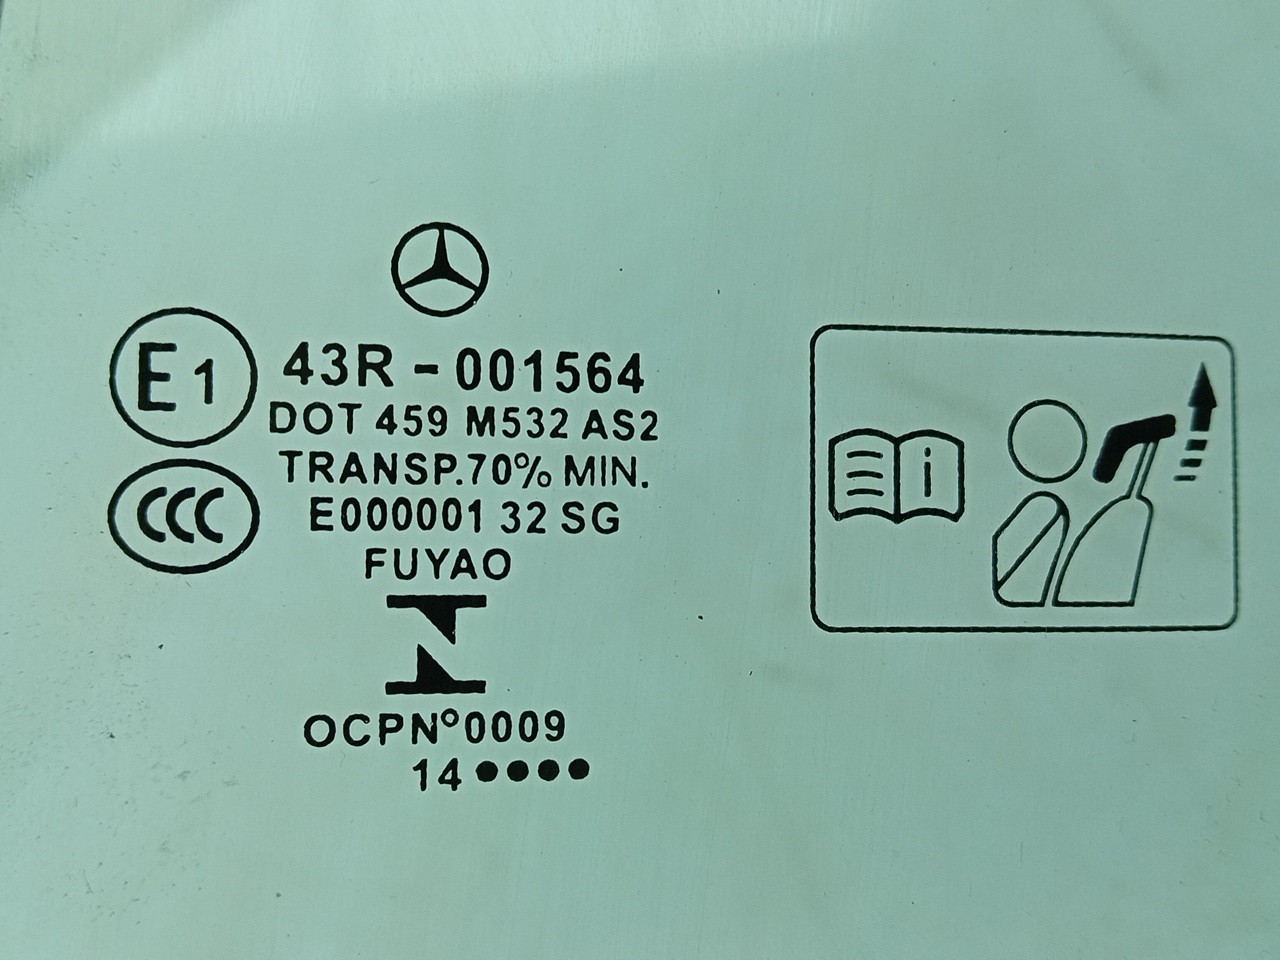 E1
43R - 001564
DOT 459 M532 AS2
CCC
TRANSP.70% MIN.
E000001 32 SG
FUYAO
OCPN°0009
14 ●●●●
i